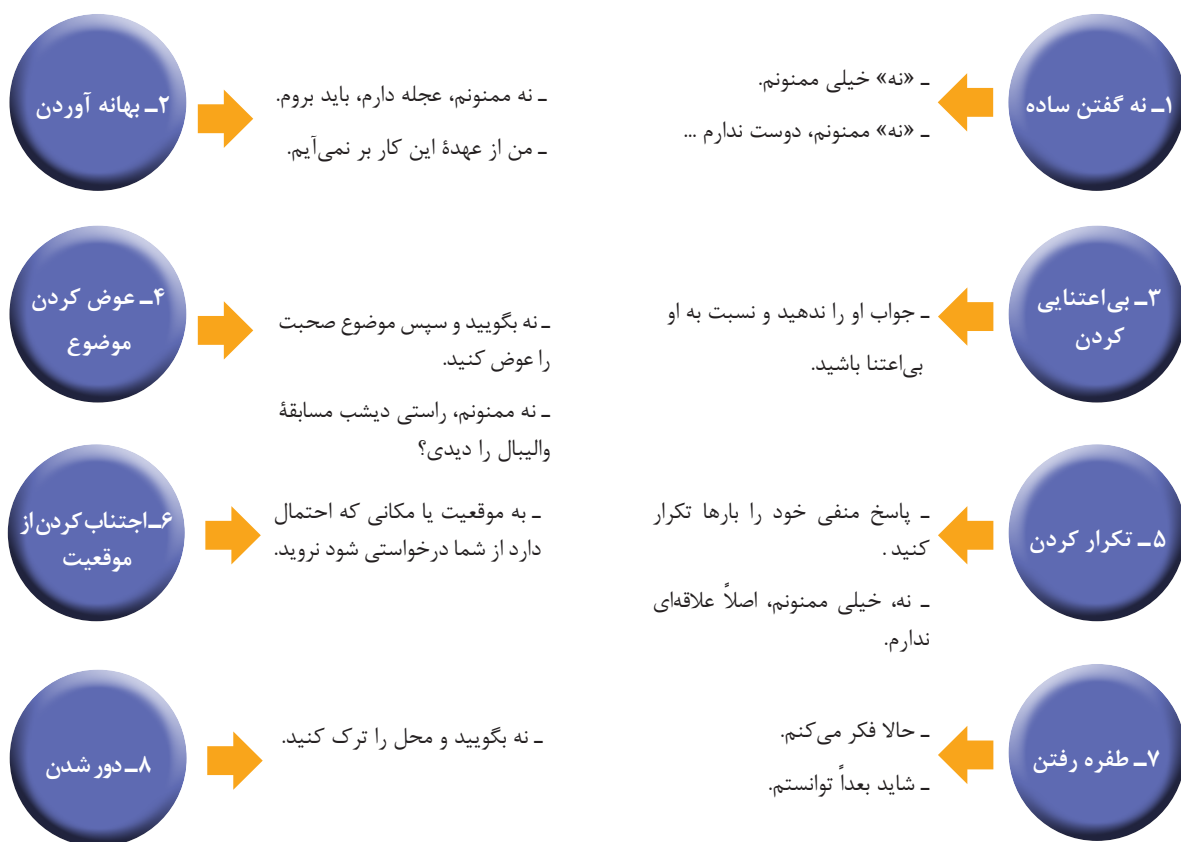 ۱ـ نه گفتن ساده
ـ «نه» خیلی ممنونم.
ـ «نه» ممنونم، دوست ندارم ...
۲ـ بهانه آوردن
ـ نه ممنونم، عجله دارم، باید بروم.
ـ من از عهدهٔ این کار بر نمی‌آیم.
۳ـ بی‌اعتنایی
کردن
ـ جواب او را ندهید و نسبت به او
بی‌اعتنا باشید.
۴ـ عوض کردن
موضوع
ـ نه بگویید و سپس موضوع صحبت
را عوض کنید.
ـ نه ممنونم، راستی دیشب مسابقهٔ
والیبال را دیدی؟
۵ـ تکرار کردن
ـ پاسخ منفی خود را بارها تکرار
کنید.
ـ نه، خیلی ممنونم، اصلاً علاقه‌ای
ندارم.
۶ـ اجتناب کردن از
موقعیت
ـ به موقعیت یا مکانی که احتمال
دارد از شما درخواستی شود نروید.
۷ـ طفره رفتن
ـ حالا فکر می‌کنم.
ـ شاید بعداً توانستم.
۸ـ دور شدن
ـ نه بگویید و محل را ترک کنید.